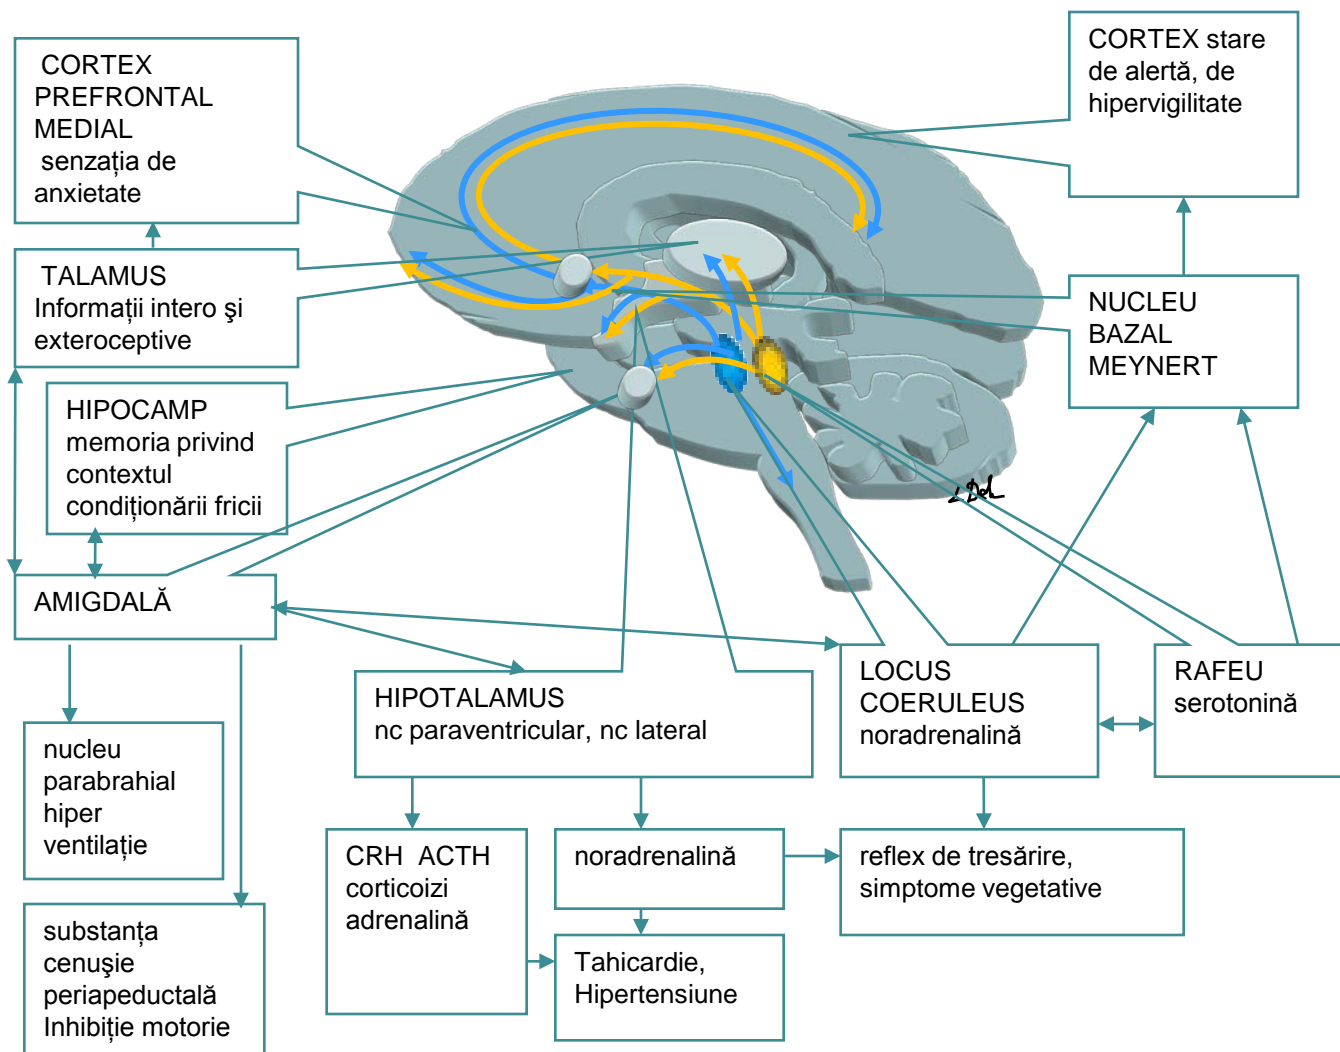 CORTEX
PREFRONTAL
MEDIAL
senzația de
anxietate
CORTEX stare
de alertă, de
hipervigilitate
TALAMUS
Informații intero şi
exteroceptive
NUCLEU
BAZAL
MEYNERT
HIPOCAMP
memoria privind
contextul
condiționării fricii
AMIGDALĂ
HIPOTALAMUS
nc paraventricular, nc lateral
LOCUS
COERULEUS
noradrenalină
RAFEU
serotonină
nucleu
parabrahial
hiper
ventilație
CRH ACTH
corticoizi
adrenalină
noradrenalină
reflex de tresărire,
simptome vegetative
substanța
cenuşie
periapeductală
Inhibiție motorie
Tahicardie,
Hipertensiune